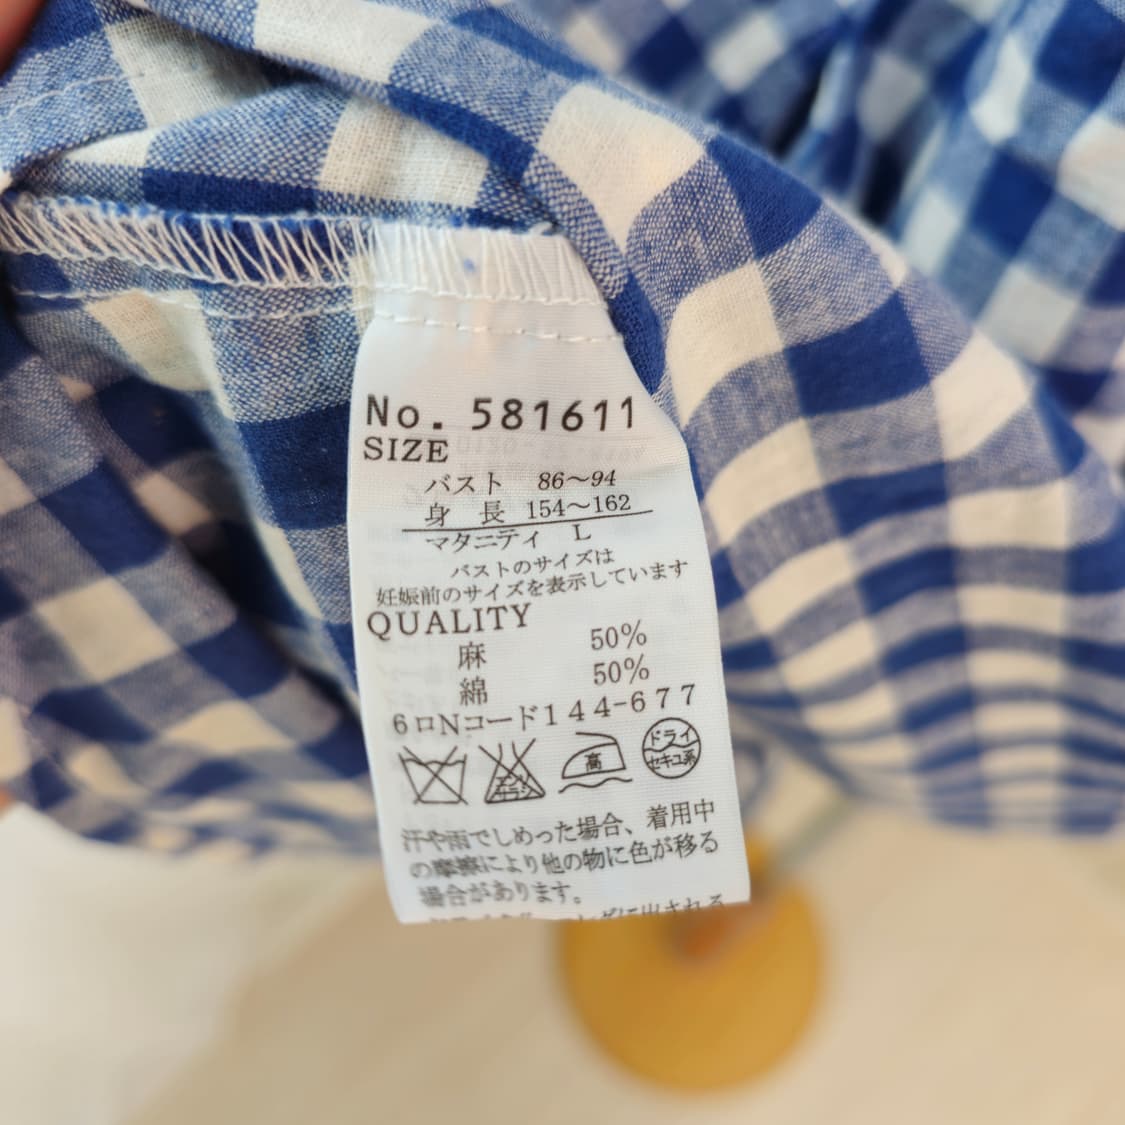 No. 581611
SIZE
バスト 86～94
身 長 154～162
マタニティ L
バストのサイズは
妊娠前のサイズを表示しています
QUALITY
麻 50%
綿 50%
6ロNコード144-677
高
ドライ
セキユ系
汗や雨でしめった場合、着用中
の摩擦により他の物に色が移る
場合があります。